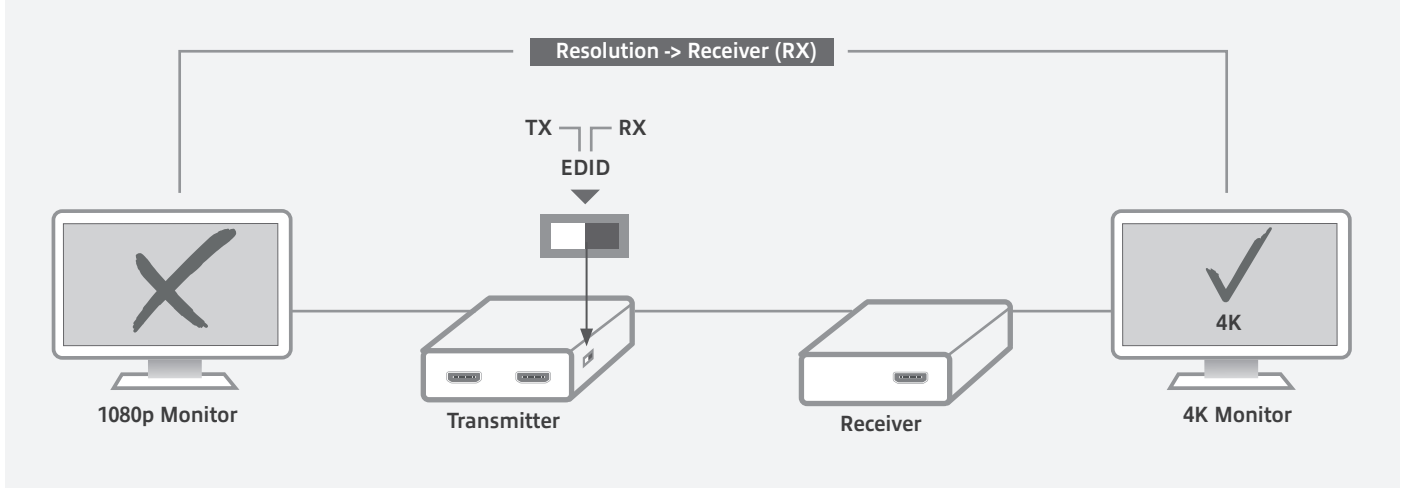 Resolution -> Receiver (RX)
TX RX
EDID
4K
1080p Monitor
Transmitter
Receiver
4K Monitor